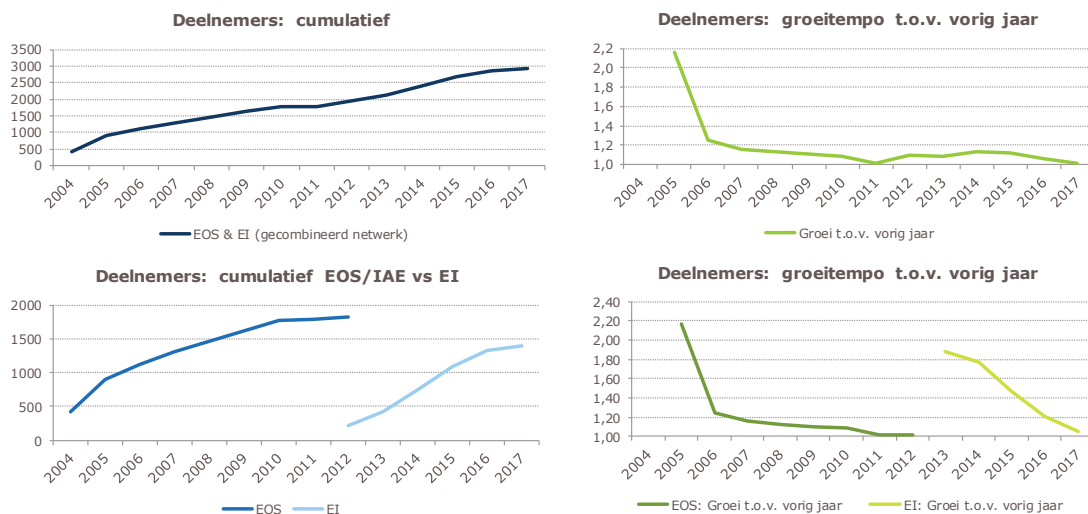 Deelnemers: cumulatief
3500
3000
2500
2000
1500
1000
500
0
2004 2005 2006 2007 2008 2009 2010 2011 2012 2013 2014 2015 2016 2017
EOS & EI (gecombineerd netwerk)
Deelnemers: groeitempo t.o.v. vorig jaar
2,2
2,0
1,8
1,6
1,4
1,2
1,0
2004 2005 2006 2007 2008 2009 2010 2011 2012 2013 2014 2015 2016 2017
Groei t.o.v. vorig jaar
Deelnemers: cumulatief EOS/IAE vs EI
2000
1500
1000
500
0
2004 2005 2006 2007 2008 2009 2010 2011 2012 2013 2014 2015 2016 2017
EOS EI
Deelnemers: groeitempo t.o.v. vorig jaar
2,40
2,20
2,00
1,80
1,60
1,40
1,20
1,00
2004 2005 2006 2007 2008 2009 2010 2011 2012 2013 2014 2015 2016 2017
EOS: Groei t.o.v. vorig jaar EI: Groei t.o.v. vorig jaar